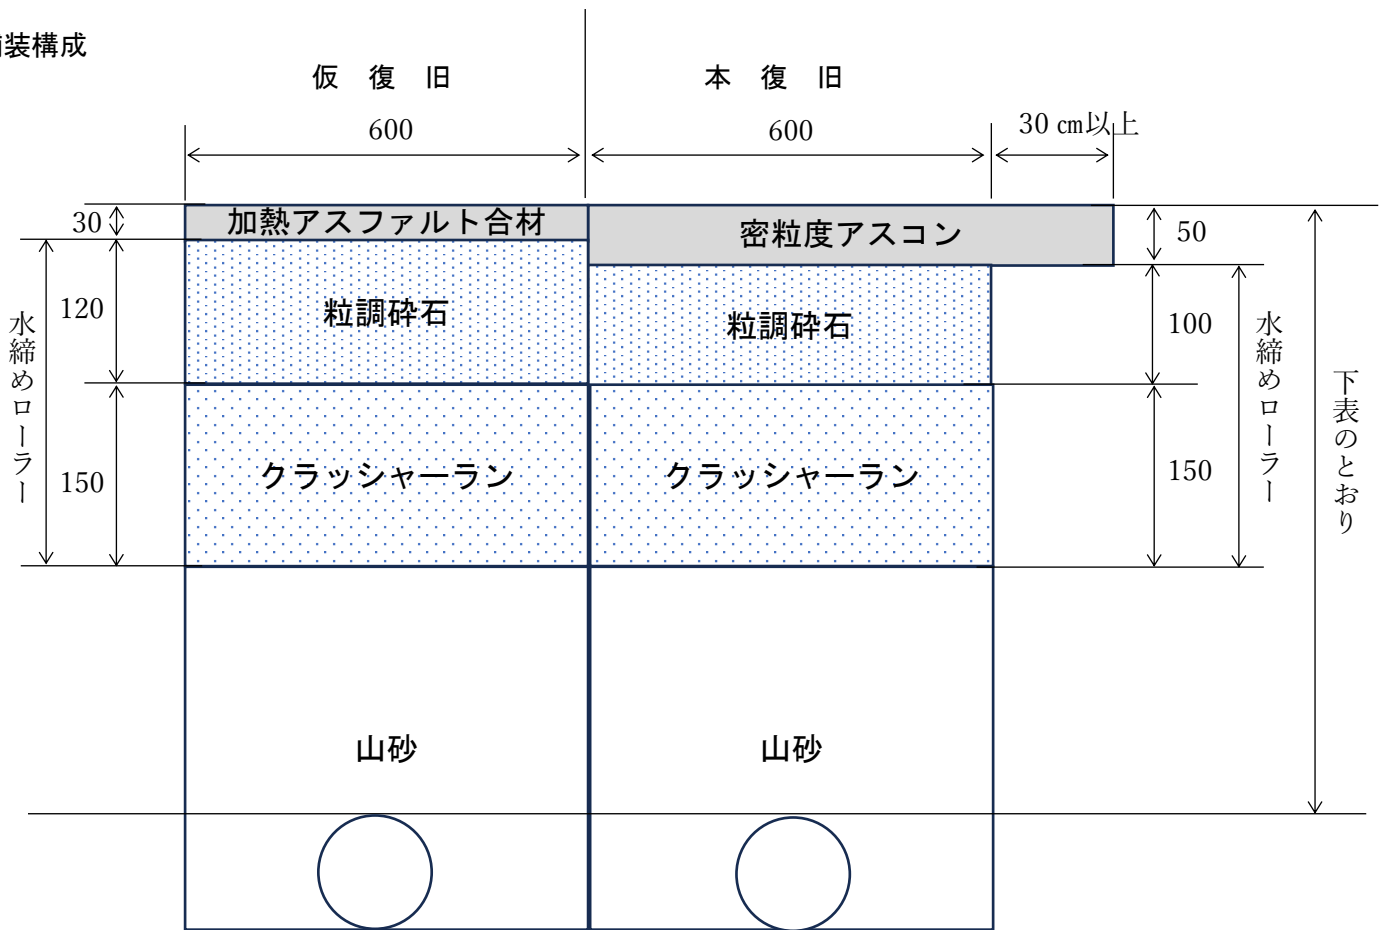 装構成
仮 復 旧
本 復 旧
600
600
30 ㎝以上
30
加熱アスファルト合材
密粒度アスコン
50
120
粒調砕石
粒調砕石
100
水締めローラー
水締めローラー
下表のとおり
150
クラッシャーラン
クラッシャーラン
150
山砂
山砂